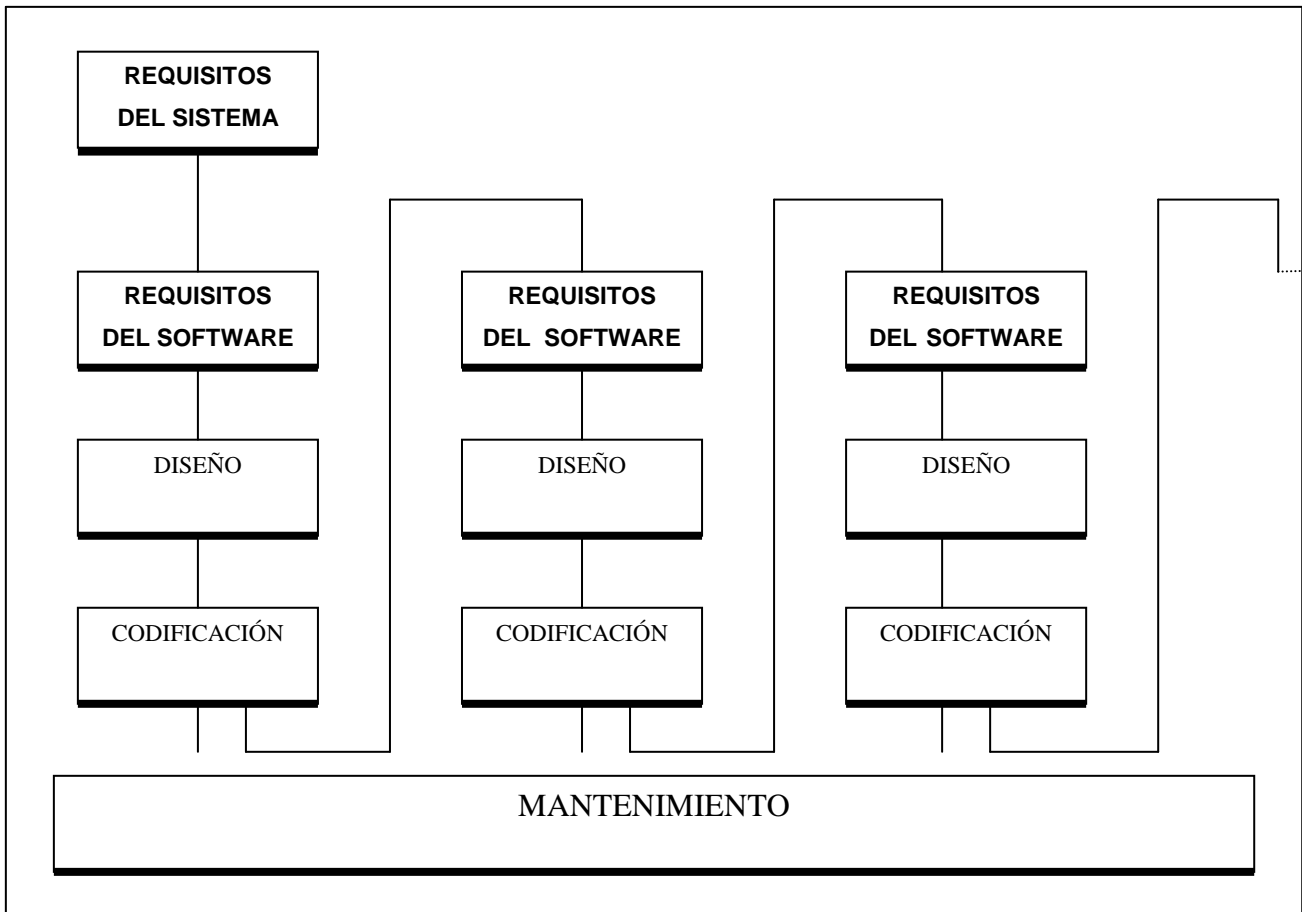 REQUISITOS
DEL SISTEMA
REQUISITOS
DEL SOFTWARE
REQUISITOS
DEL SOFTWARE
REQUISITOS
DEL SOFTWARE
DISEÑO
DISEÑO
DISEÑO
CODIFICACIÓN
CODIFICACIÓN
CODIFICACIÓN
MANTENIMIENTO